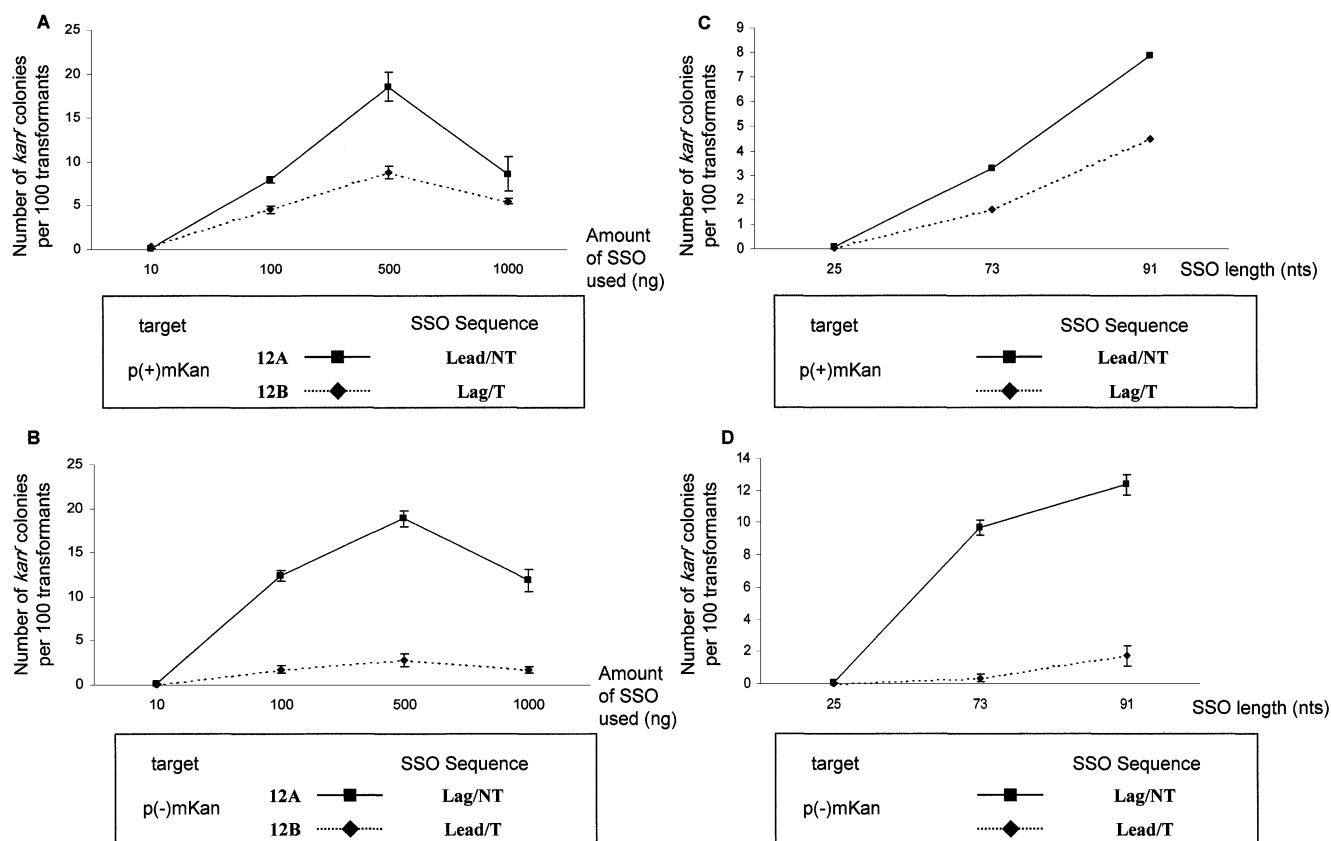 A
Number of kanʳ colonies
per 100 transformants
25
20
15
10
5
0
10
100
500
1000
Amount
of SSO
used (ng)
target
SSO Sequence
p(+)mKan
12A
Lead/NT
12B
Lag/T
C
Number of kanʳ colonies
per 100 transformants
9
8
7
6
5
4
3
2
1
0
25
73
91
SSO length (nts)
target
SSO Sequence
p(+)mKan
Lead/NT
Lag/T
B
Number of kanʳ colonies
per 100 transformants
25
20
15
10
5
0
10
100
500
1000
Amount
of SSO
used (ng)
target
SSO Sequence
p(-)mKan
12A
Lag/NT
12B
Lead/T
D
Number of kanʳ colonies
per 100 transformants
14
12
10
8
6
4
2
0
25
73
91
SSO length (nts)
target
SSO Sequence
p(-)mKan
Lag/NT
Lead/T